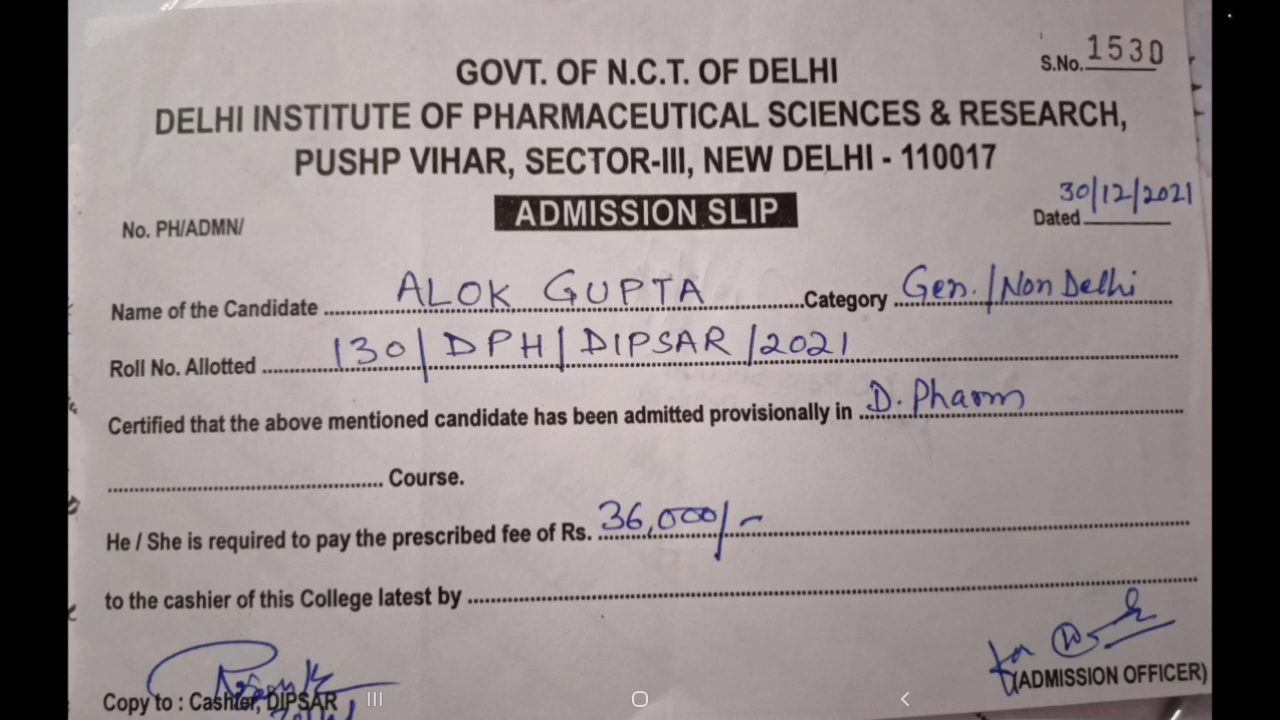 S.No. 1530
GOVT. OF N.C.T. OF DELHI
DELHI INSTITUTE OF PHARMACEUTICAL SCIENCES & RESEARCH,
PUSHP VIHAR, SECTOR-III, NEW DELHI - 110017
ADMISSION SLIP
No. PH/ADMN/
Dated 30/12/2021
Name of the Candidate ALOK GUPTA Category Gen./Non Delhi
Roll No. Allotted 130/DPH/DIPSAR/2021
Certified that the above mentioned candidate has been admitted provisionally in D. Pharm
Course.
He / She is required to pay the prescribed fee of Rs. 36,000/-
to the cashier of this College latest by
(ADMISSION OFFICER)
Copy to : Cashier, DIPSAR